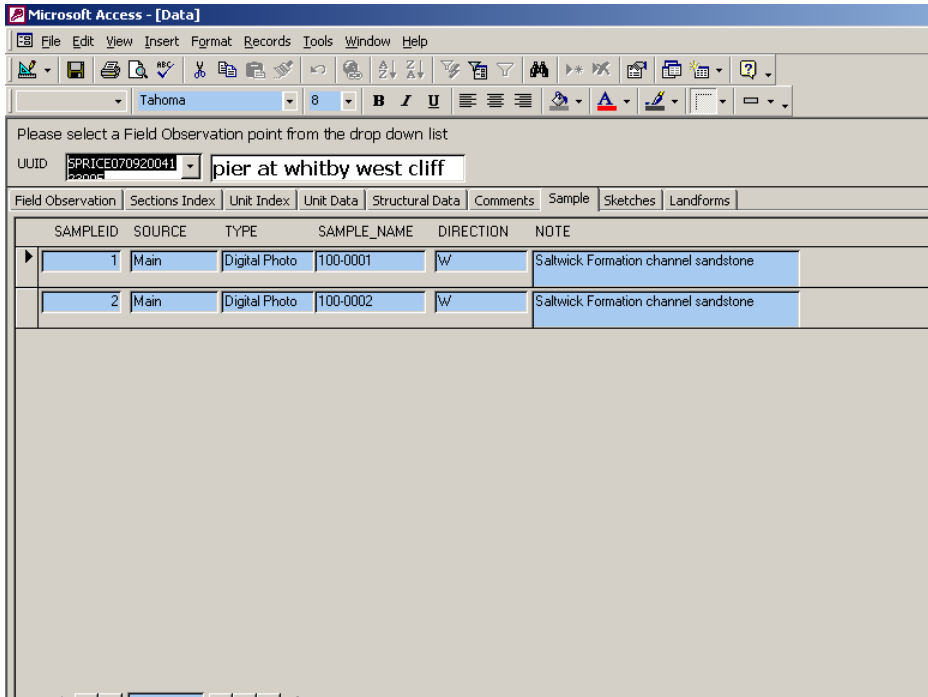 Microsoft Access - [Data]
File Edit View Insert Format Records Tools Window Help
Tahoma 8 B I U
Please select a Field Observation point from the drop down list
UUID SPRICE070920041 pier at whitby west cliff
Field Observation Sections Index Unit Index Unit Data Structural Data Comments Sample Sketches Landforms
SAMPLEID SOURCE TYPE SAMPLE_NAME DIRECTION NOTE
1 Main Digital Photo 100-0001 W Saltwick Formation channel sandstone
2 Main Digital Photo 100-0002 W Saltwick Formation channel sandstone